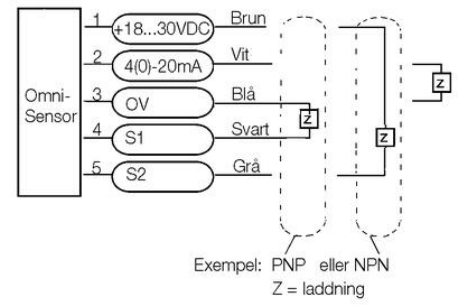 1 +18...30VDC Brun
2 4(0)-20mA Vit
Omni-
Sensor
3 OV Blå
4 S1 Svart
5 S2 Grå
Z
Z
Z
Exempel: PNP eller NPN
Z = laddning